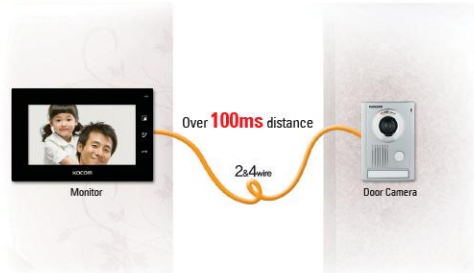 Over 100ms distance
2&4wire
KOCOM
KOCOM
Monitor
Door Camera